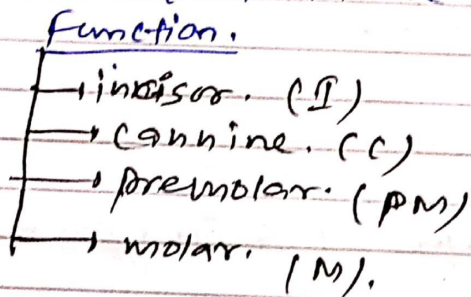 Function.
incisor. (I)
Cannine. (C)
premolar. (PM)
molar. (M).